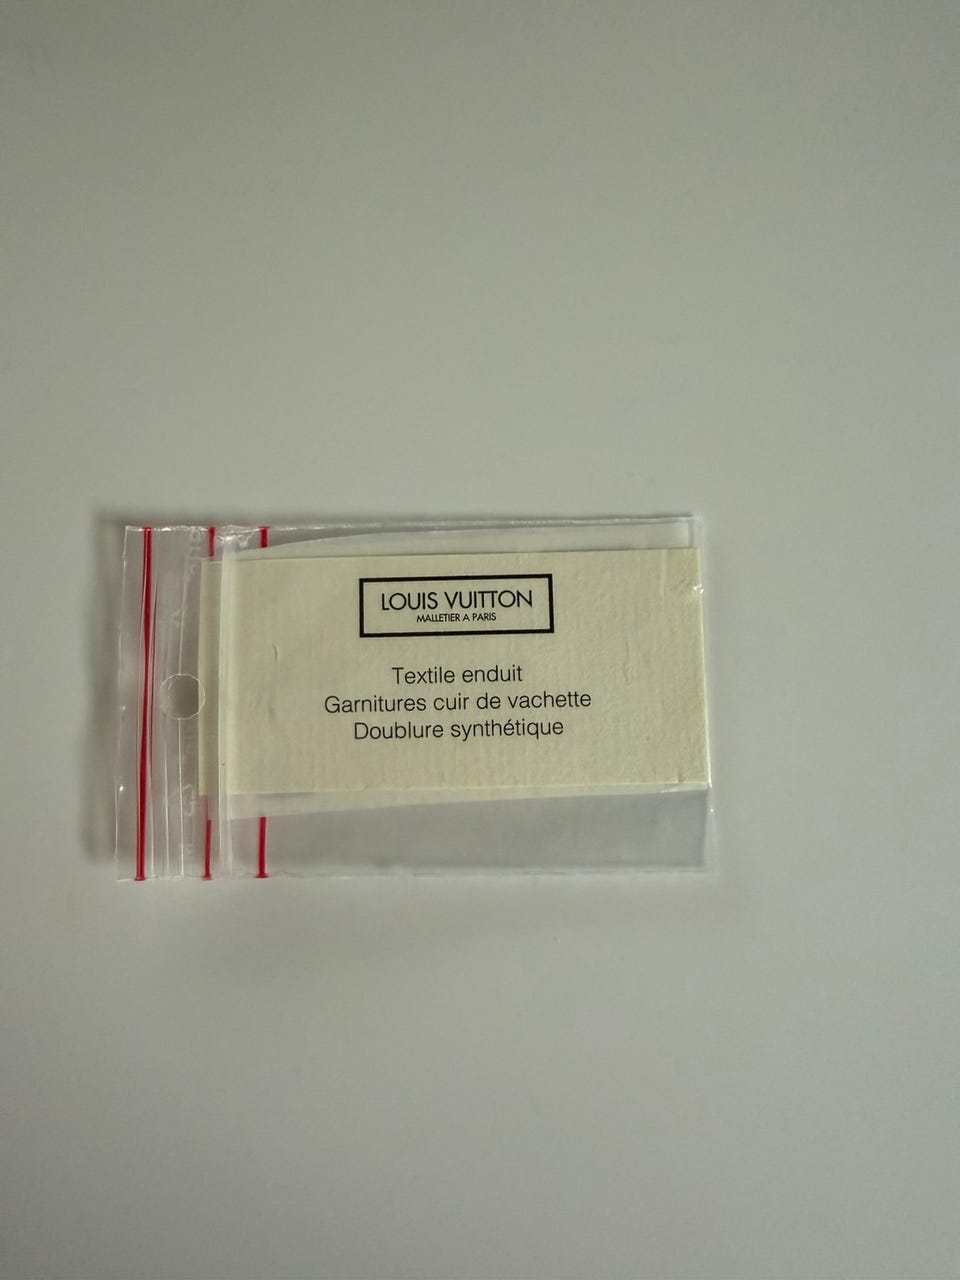 LOUIS VUITTON
MALLETIER A PARIS
Textile enduit
Garnitures cuir de vachette
Doublure synthétique